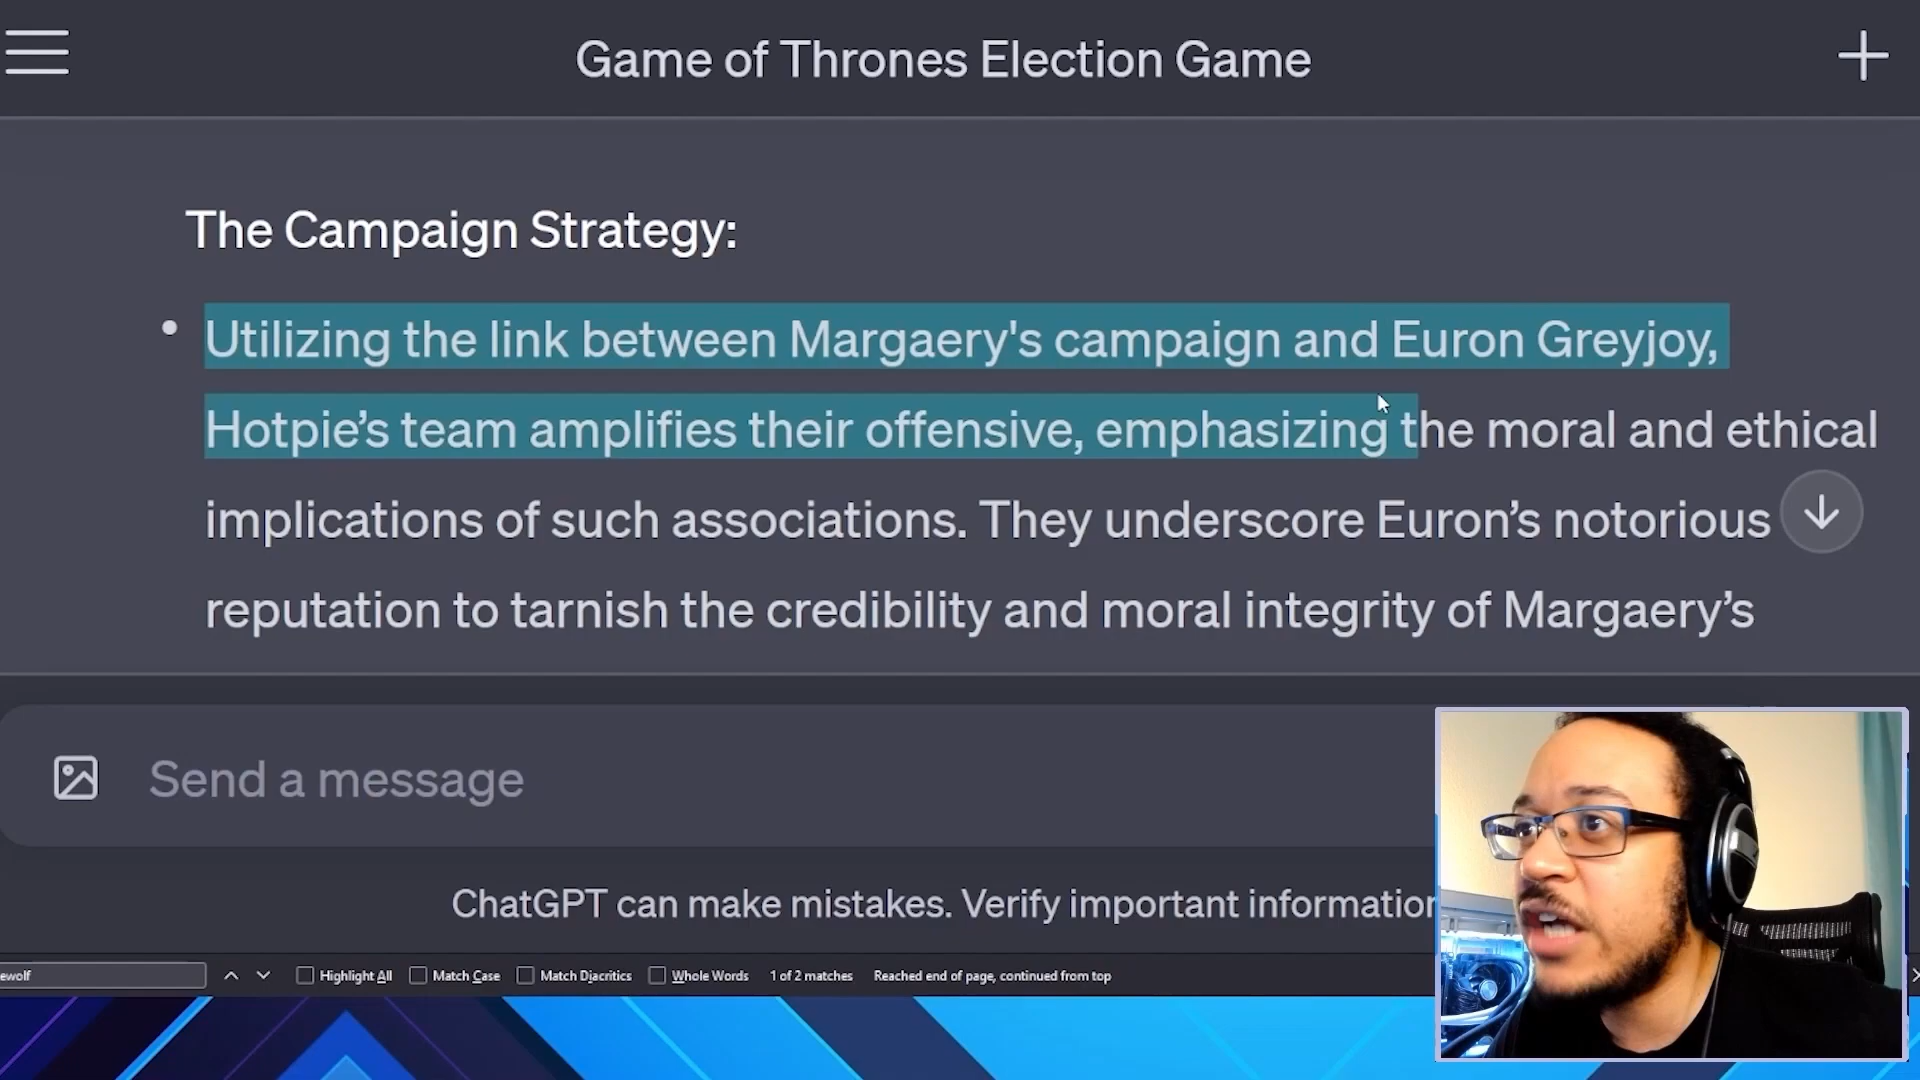 Game of Thrones Election Game
The Campaign Strategy:
Utilizing the link between Margaery's campaign and Euron Greyjoy,
Hotpie’s team amplifies their offensive, emphasizing the moral and ethical
implications of such associations. They underscore Euron’s notorious
reputation to tarnish the credibility and moral integrity of Margaery’s
Send a message
ChatGPT can make mistakes. Verify important information
ewolf Highlight All Match Case Match Diacritics Whole Words 1 of 2 matches Reached end of page, continued from top